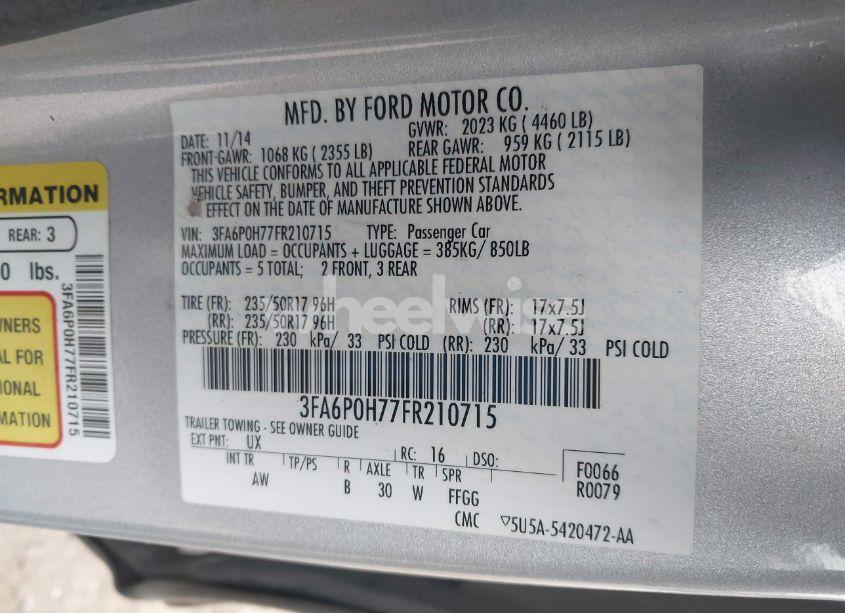 MFD. BY FORD MOTOR CO.
DATE: 11/14 GVWR: 2023 KG ( 4460 LB)
FRONT-GAWR: 1068 KG ( 2355 LB) REAR GAWR: 959 KG ( 2115 LB)
THIS VEHICLE CONFORMS TO ALL APPLICABLE FEDERAL MOTOR
VEHICLE SAFETY, BUMPER, AND THEFT PREVENTION STANDARDS
EFFECT ON THE DATE OF MANUFACTURE SHOWN ABOVE.
VIN: 3FA6P0H77FR210715 TYPE: Passenger Car
MAXIMUM LOAD = OCCUPANTS + LUGGAGE = 385KG/ 850LB
OCCUPANTS = 5 TOTAL; 2 FRONT, 3 REAR
TIRE (FR): 235/50R17 96H RIMS (FR): 17x7.5J
(RR): 235/50R17 96H (RR): 17x7.5J
PRESSURE (FR): 230 kPa/ 33 PSI COLD (RR): 230 kPa/ 33 PSI COLD
3FA6P0H77FR210715
TRAILER TOWING - SEE OWNER GUIDE
EXT PNT: UX RC: 16 DSO:
INT TR TP/PS R AXLE TR SPR
AW B 30 W FFGG
F0066
R0079
CMC ▽5U5A-5420472-AA
RMATION
REAR: 3
0 lbs.
WNERS
AL FOR
IONAL
RMATION
3FA6P0H77FR210715
heelwis